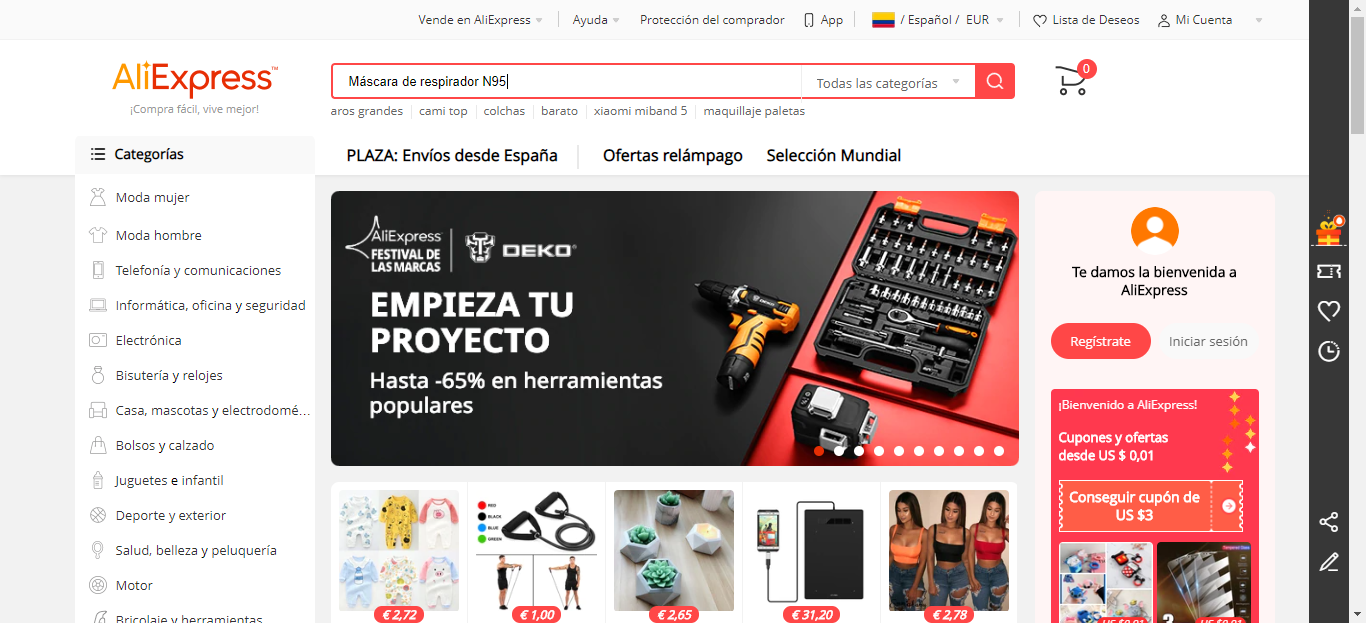 Vende en AliExpress
Ayuda
Protección del comprador
App
/ Español / EUR
Lista de Deseos
Mi Cuenta
AliExpress™
¡Compra fácil, vive mejor!
Máscara de respirador N95
Todas las categorías
0
aros grandes
cami top
colchas
barato
xiaomi miband 5
maquillaje paletas
Categorías
PLAZA: Envíos desde España
Ofertas relámpago
Selección Mundial
Moda mujer
Moda hombre
Telefonía y comunicaciones
Informática, oficina y seguridad
Electrónica
Bisutería y relojes
Casa, mascotas y electrodomé...
Bolsos y calzado
Juguetes e infantil
Deporte y exterior
Salud, belleza y peluquería
Motor
Bricolaje y herramientas
AliExpress
FESTIVAL DE
LAS MARCAS
DEKO®
EMPIEZA TU
PROYECTO
Hasta -65% en herramientas
populares
DEKO
RED
BLACK
BLUE
GREEN
€ 2,72
€ 1,00
€ 2,65
€ 31,20
€ 2,78
Te damos la bienvenida a
AliExpress
Regístrate
Iniciar sesión
¡Bienvenido a AliExpress!
Cupones y ofertas
desde US $ 0,01
Conseguir cupón de
US $3
Tempered Glass
3
US $0,01
US $0,01